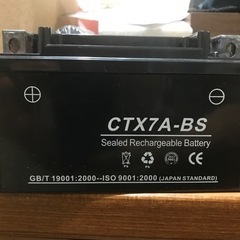 CTX7A-BS
Sealed Rechargeable Battery
GB/T 19001:2000--ISO 9001:2000 (JAPAN STANDARD)